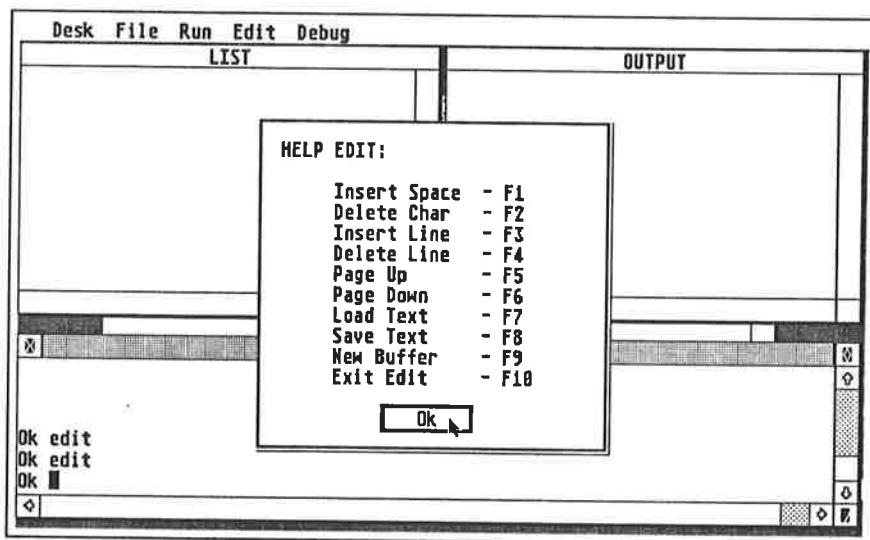 Desk File Run Edit Debug
LIST
OUTPUT
HELP EDIT:
Insert Space - F1
Delete Char - F2
Insert Line - F3
Delete Line - F4
Page Up - F5
Page Down - F6
Load Text - F7
Save Text - F8
New Buffer - F9
Exit Edit - F10
Ok
Ok edit
Ok edit
Ok